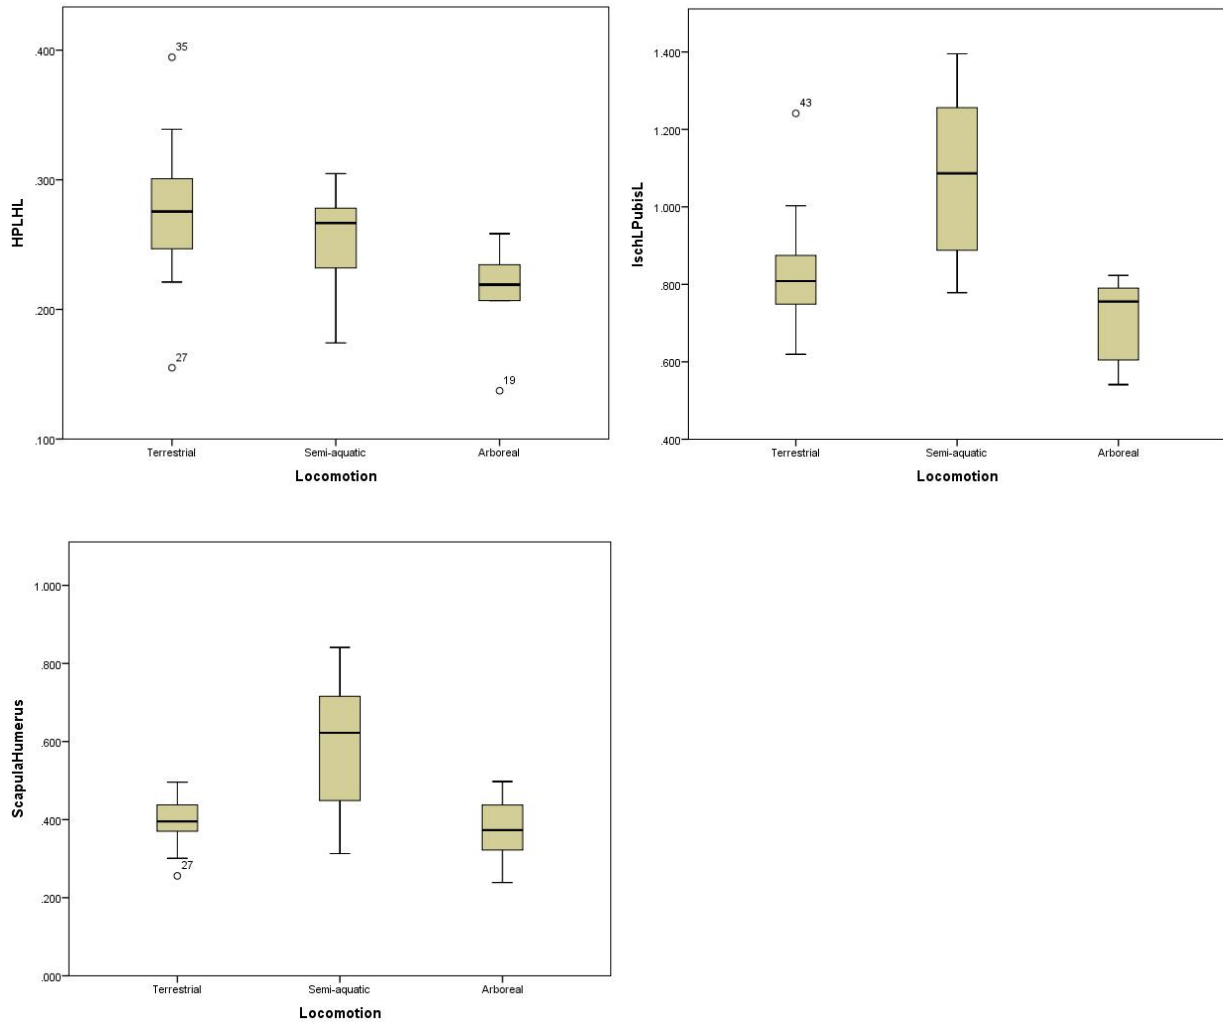 HPLHL
.400
.300
.200
.100
35
27
19
Terrestrial Semi-aquatic Arboreal
Locomotion
IschLPubisL
1.400
1.200
1.000
.800
.600
.400
43
Terrestrial Semi-aquatic Arboreal
Locomotion
ScapulaHumerus
1.000
.800
.600
.400
.200
.000
27
Terrestrial Semi-aquatic Arboreal
Locomotion